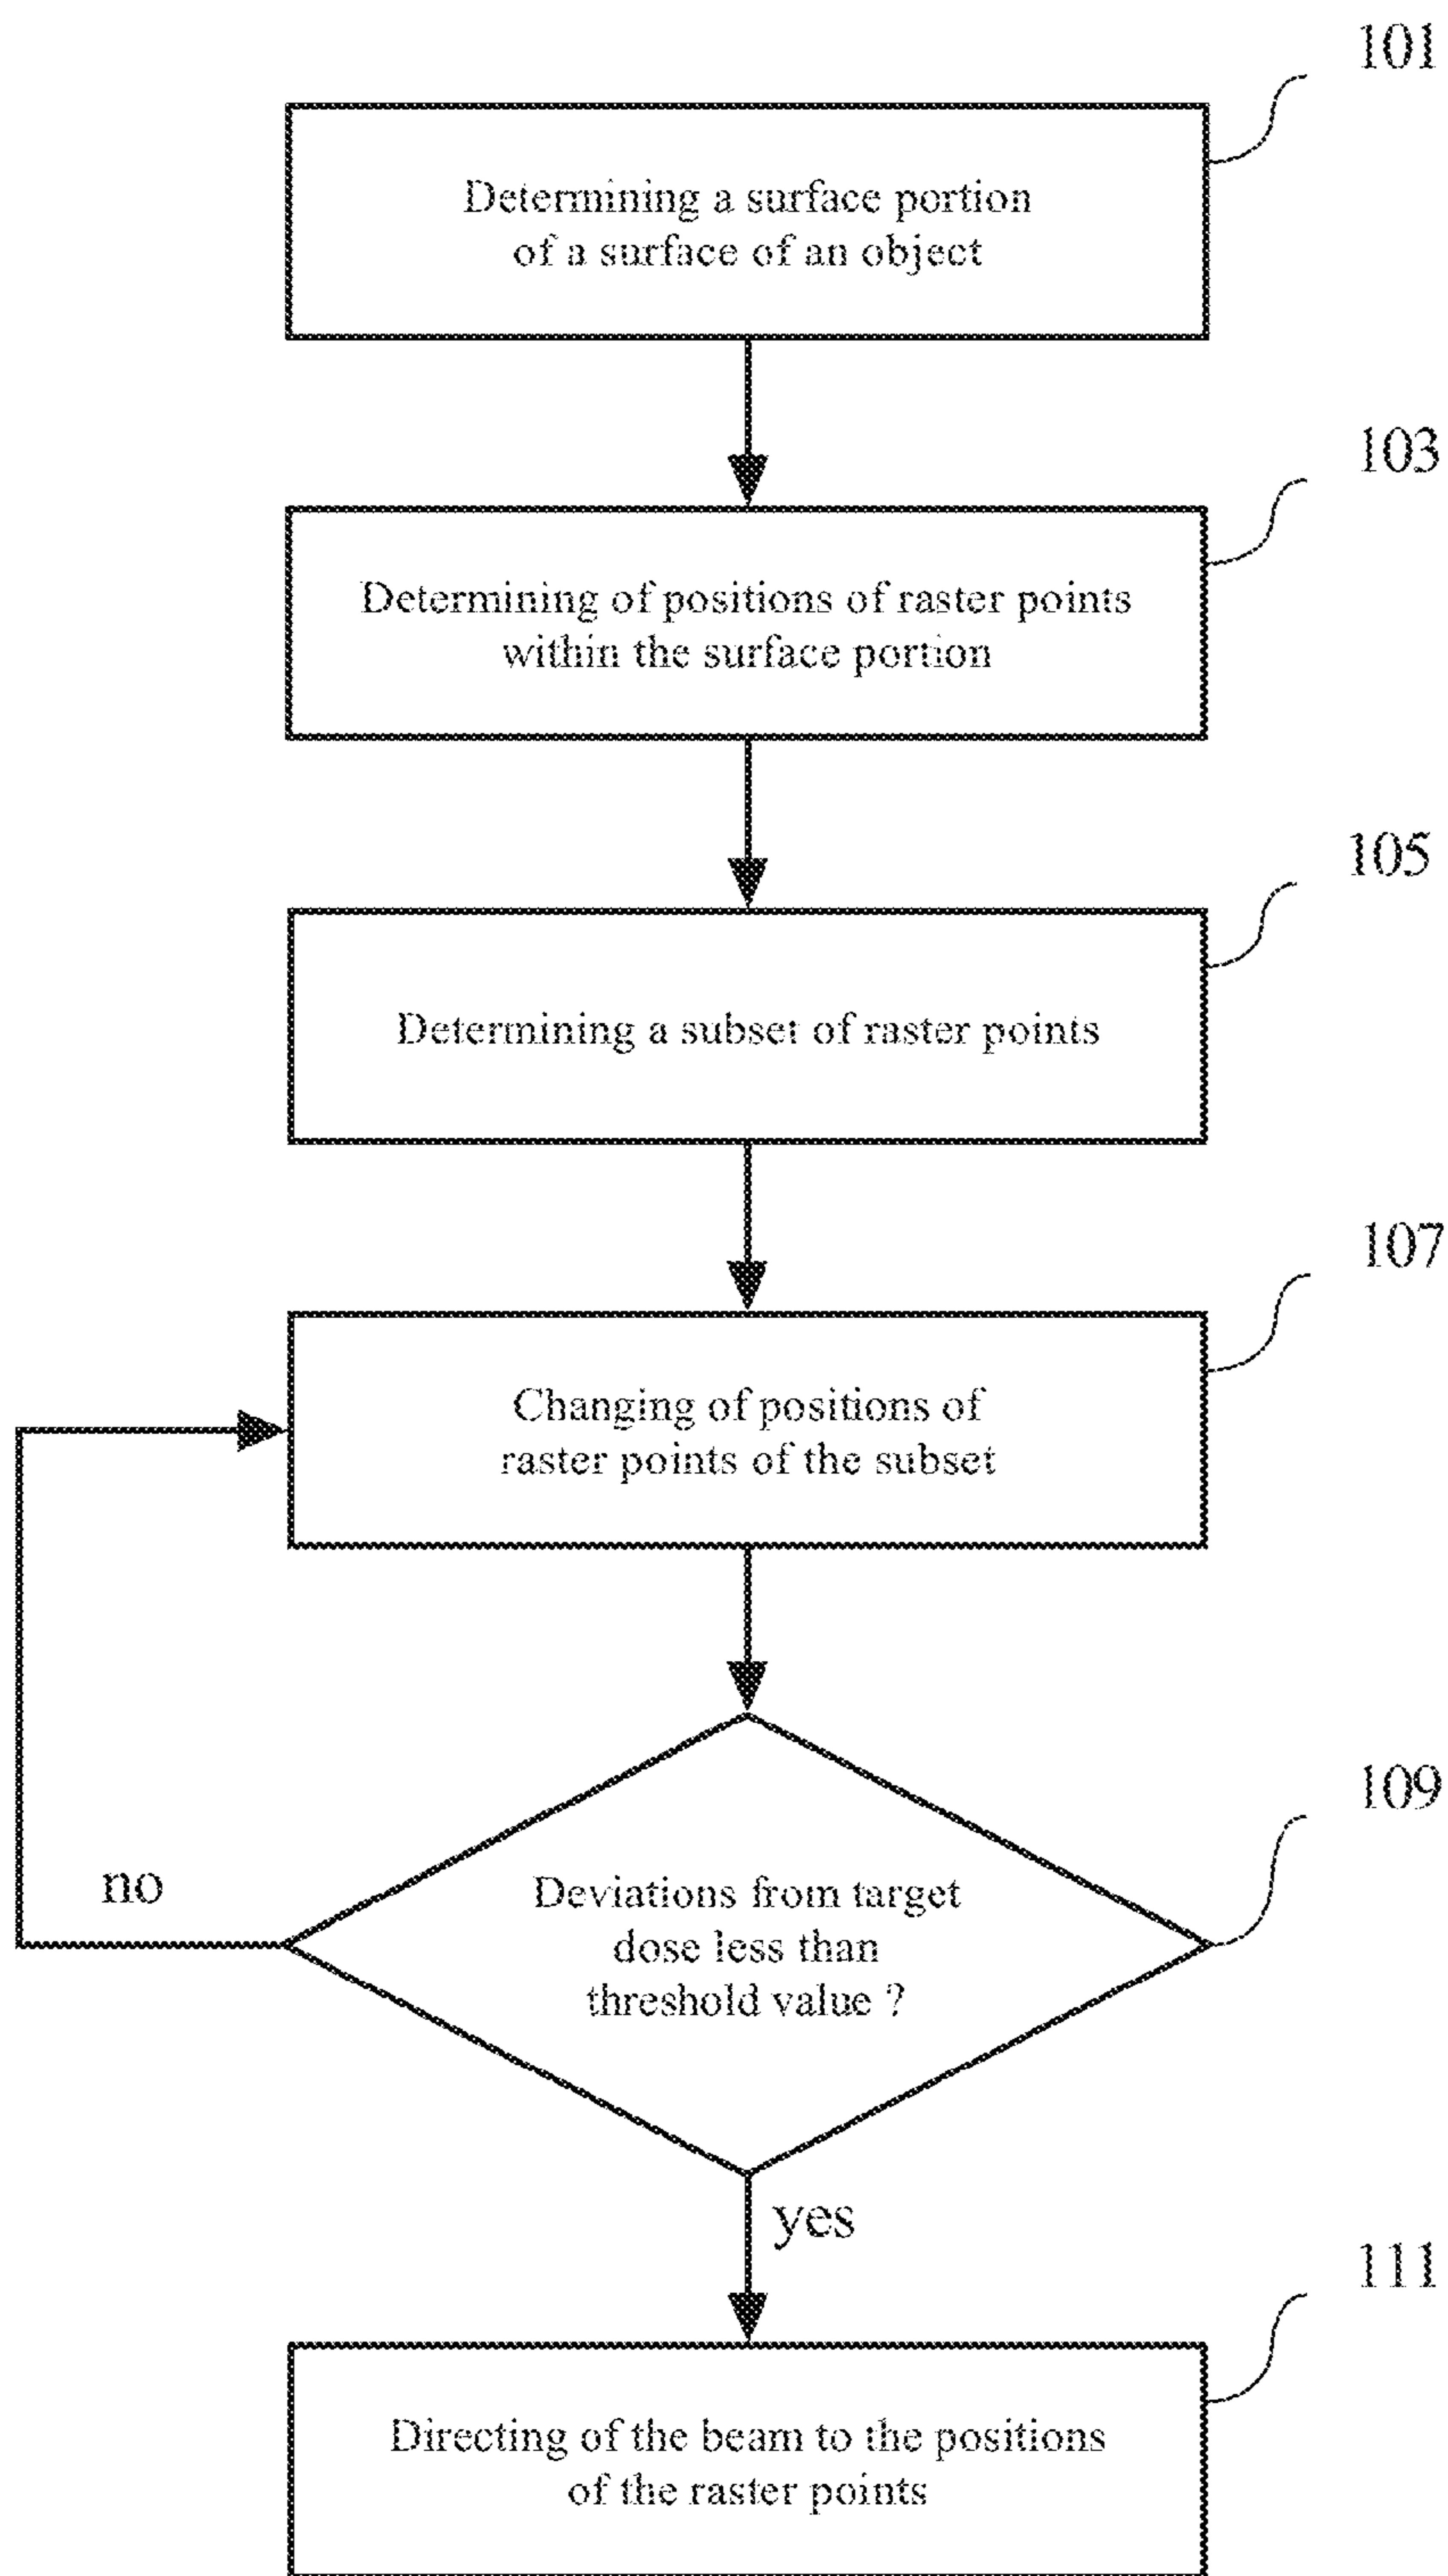 101
Determining a surface portion
of a surface of an object
103
Determining of positions of raster points
within the surface portion
105
Determining a subset of raster points
107
Changing of positions of
raster points of the subset
109
Deviations from target
dose less than
threshold value ?
no
yes
111
Directing of the beam to the positions
of the raster points